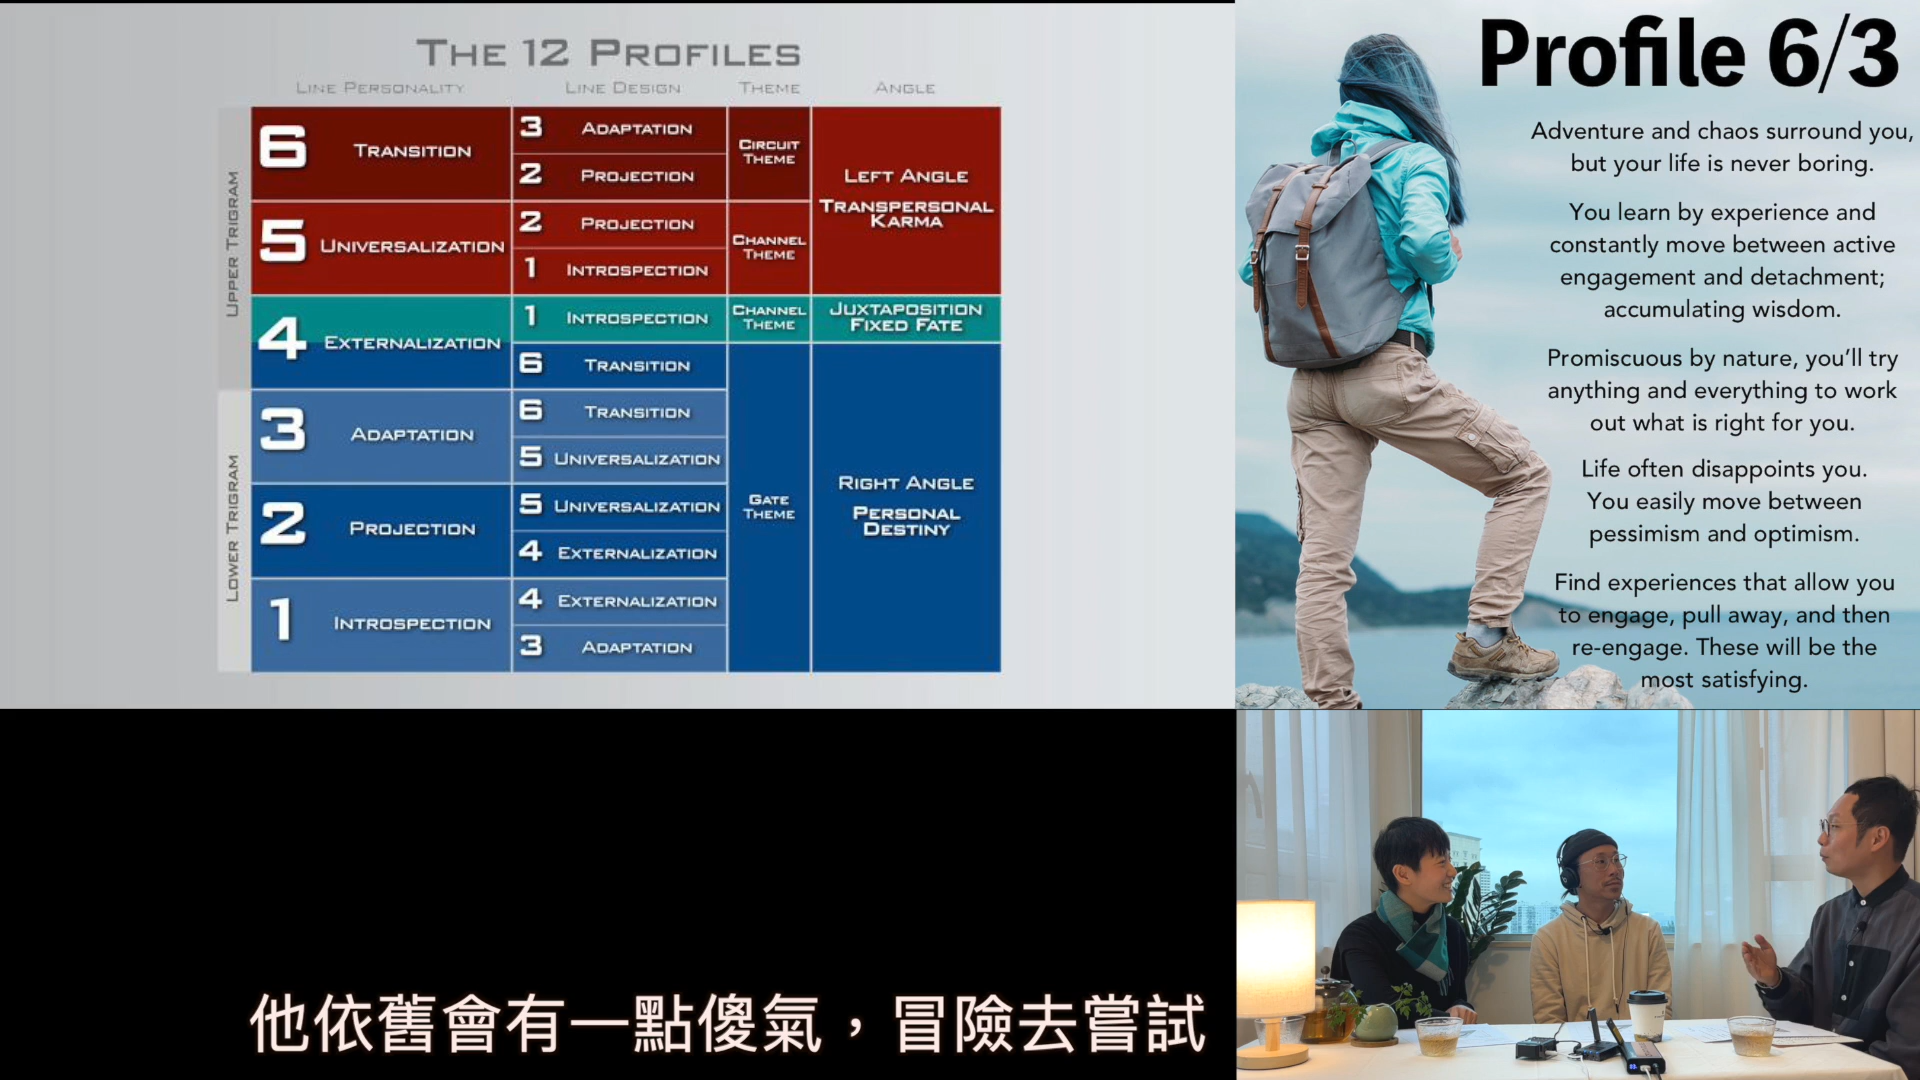 THE 12 PROFILES
LINE PERSONALITY LINE DESIGN THEME ANGLE
UPPER TRIGRAM
LOWER TRIGRAM
6 TRANSITION
3 ADAPTATION
2 PROJECTION
CIRCUIT
THEME
5 UNIVERSALIZATION
2 PROJECTION
1 INTROSPECTION
CHANNEL
THEME
LEFT ANGLE
TRANSPERSONAL
KARMA
4 EXTERNALIZATION
1 INTROSPECTION
CHANNEL
THEME
JUXTAPOSITION
FIXED FATE
6 TRANSITION
3 ADAPTATION
6 TRANSITION
5 UNIVERSALIZATION
2 PROJECTION
5 UNIVERSALIZATION
4 EXTERNALIZATION
1 INTROSPECTION
4 EXTERNALIZATION
3 ADAPTATION
GATE
THEME
RIGHT ANGLE
PERSONAL
DESTINY
Profile 6/3
Adventure and chaos surround you,
but your life is never boring.
You learn by experience and
constantly move between active
engagement and detachment;
accumulating wisdom.
Promiscuous by nature, you'll try
anything and everything to work
out what is right for you.
Life often disappoints you.
You easily move between
pessimism and optimism.
Find experiences that allow you
to engage, pull away, and then
re-engage. These will be the
most satisfying.
他依舊會有一點傻氣，冒險去嘗試